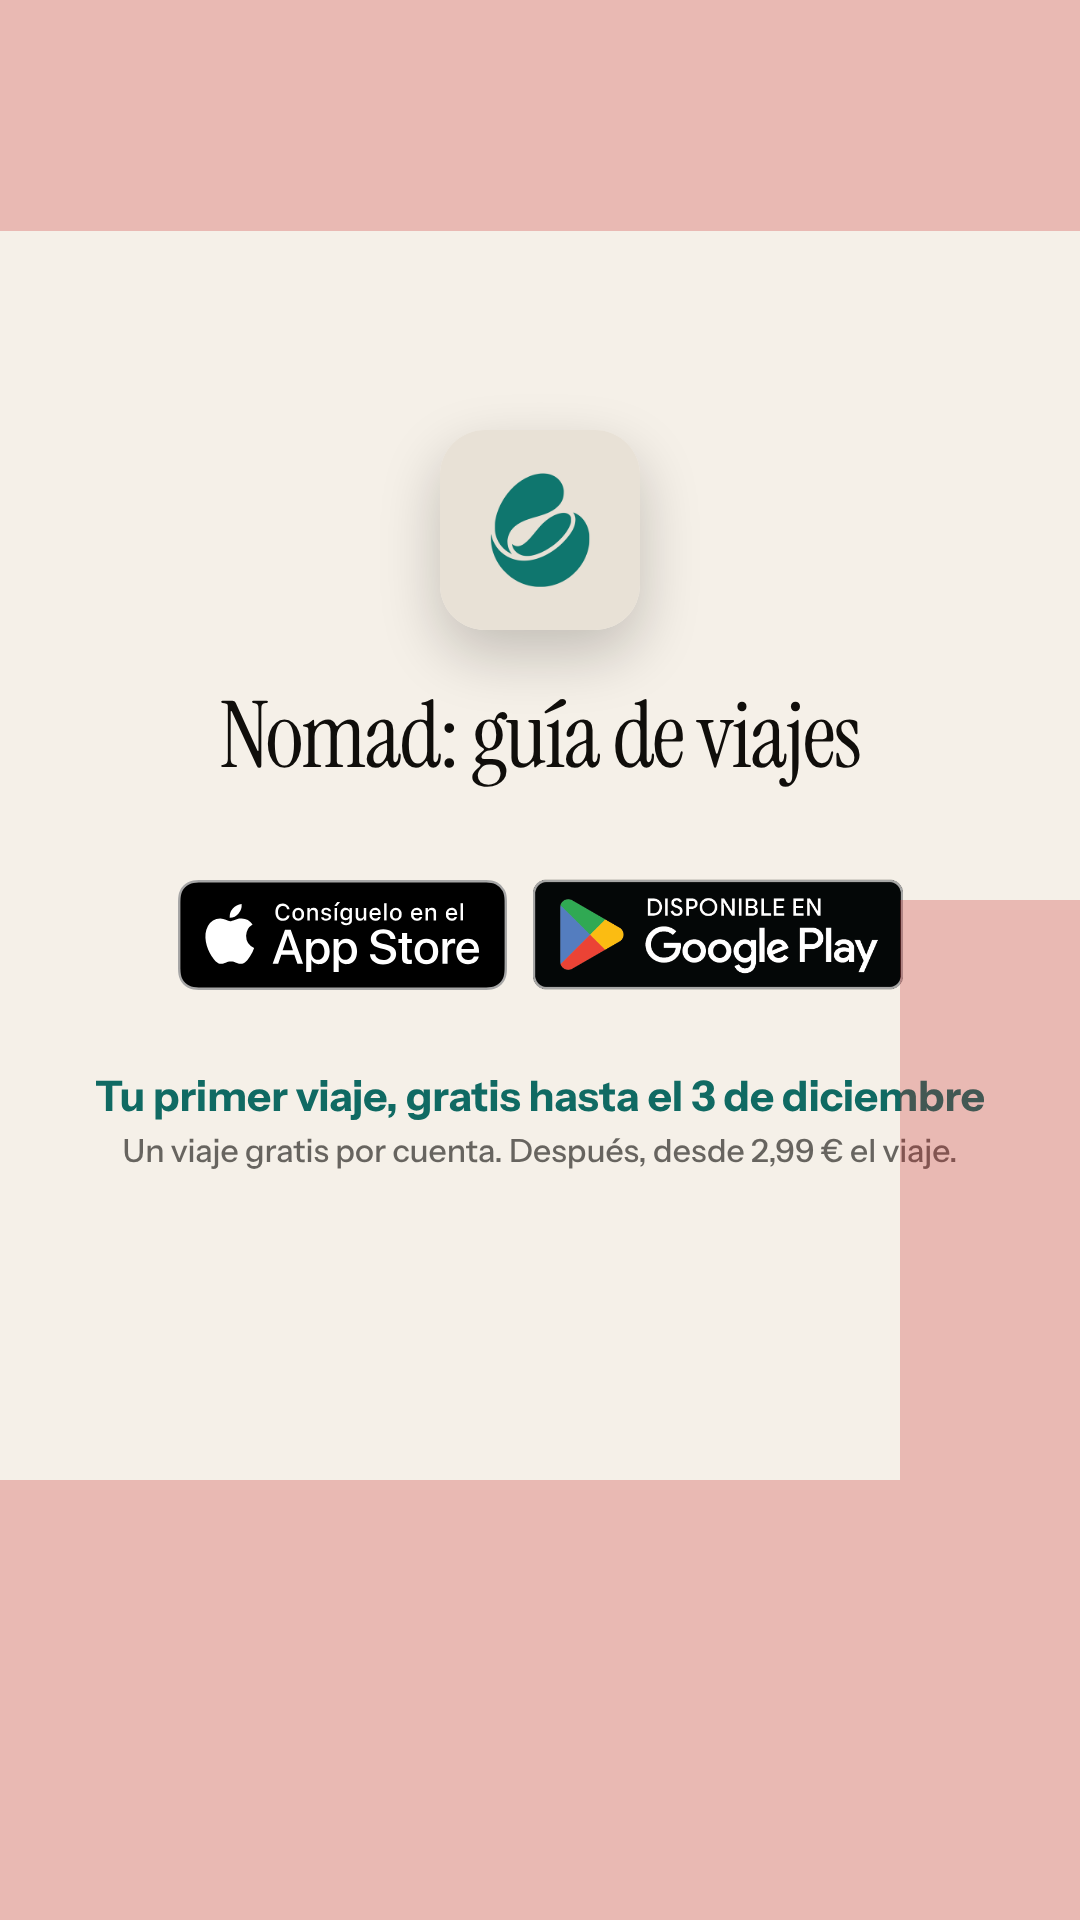 Nomad: guía de viajes
Consíguelo en el
App Store
DISPONIBLE EN
Google Play
Tu primer viaje, gratis hasta el 3 de diciembre
Un viaje gratis por cuenta. Después, desde 2,99 € el viaje.